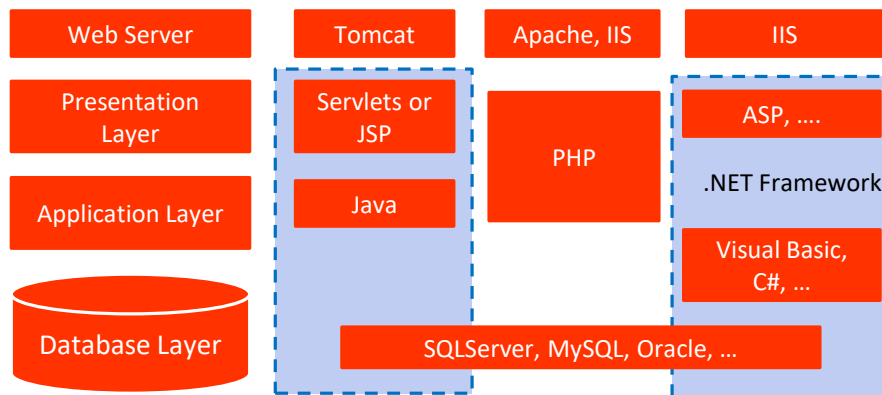 Web Server
Tomcat
Apache, IIS
IIS
Presentation
Layer
Servlets or
JSP
PHP
ASP, ....
.NET Framework
Application Layer
Java
Visual Basic,
C#, ...
Database Layer
SQLServer, MySQL, Oracle, ...